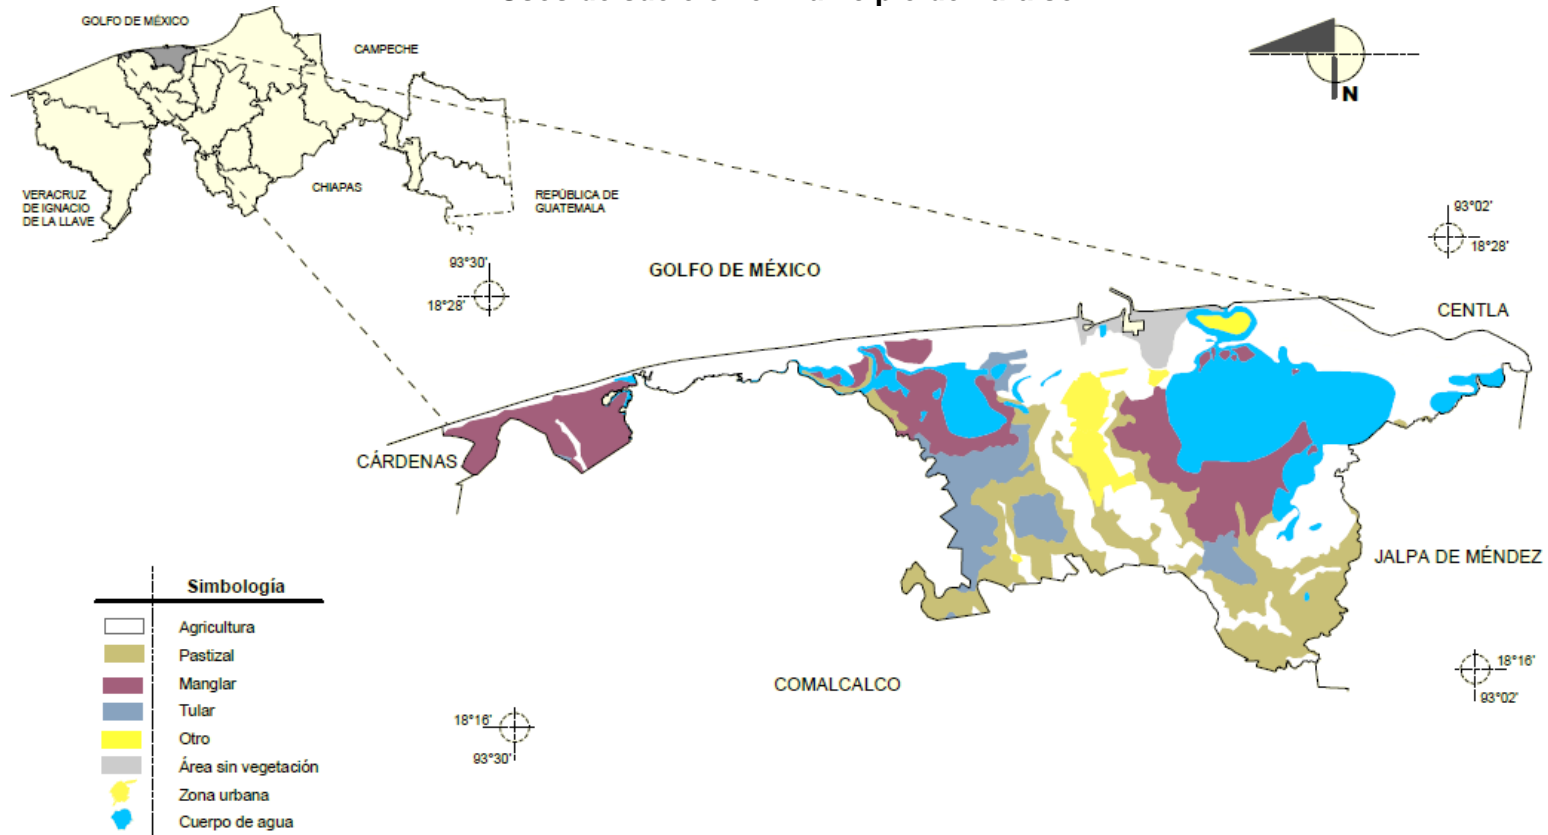 GOLFO DE MÉXICO
CAMPECHE
N
VERACRUZ
DE IGNACIO
DE LA LLAVE
CHIAPAS
REPÚBLICA DE
GUATEMALA
93°02'
18°28'
93°30'
18°28'
GOLFO DE MÉXICO
CENTLA
CÁRDENAS
JALPA DE MÉNDEZ
COMALCALCO
18°16'
93°02'
18°16'
93°30'
Simbología
Agricultura
Pastizal
Manglar
Tular
Otro
Área sin vegetación
Zona urbana
Cuerpo de agua